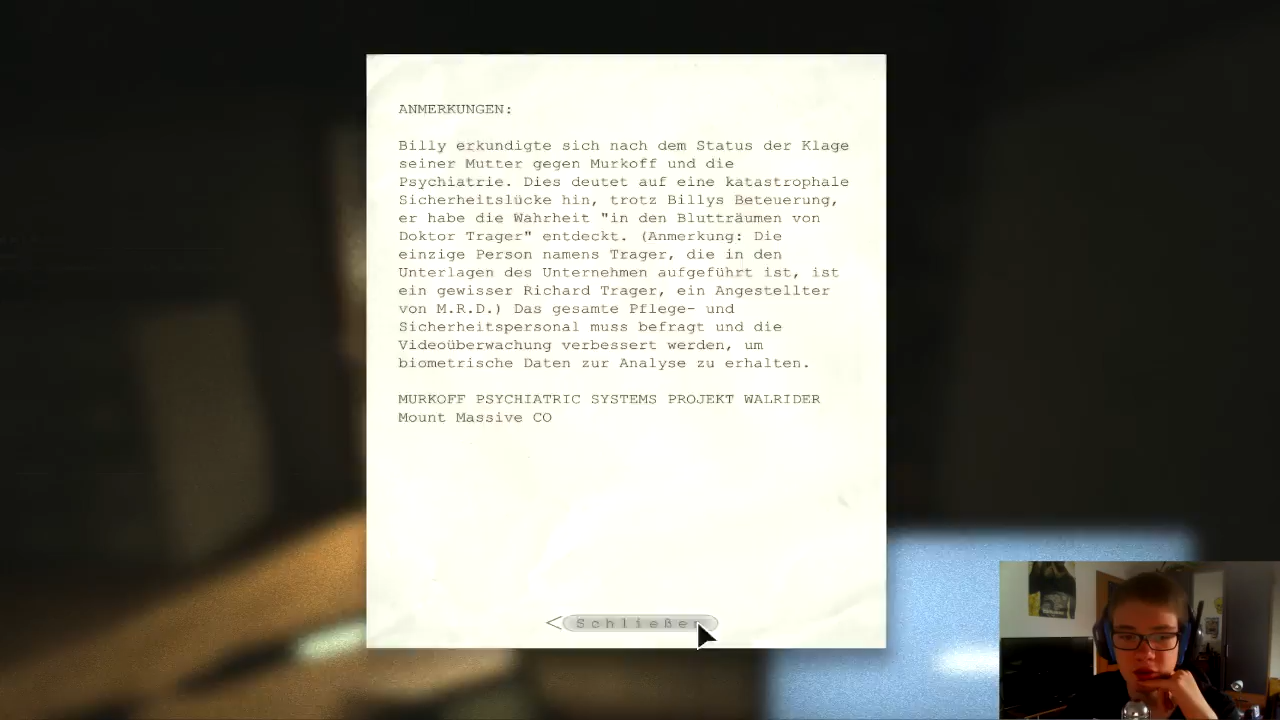 ANMERKUNGEN:
Billy erkundigte sich nach dem Status der Klage
seiner Mutter gegen Murkoff und die
Psychiatrie. Dies deutet auf eine katastrophale
Sicherheitslücke hin, trotz Billys Beteuerung,
er habe die Wahrheit "in den Blutträumen von
Doktor Trager" entdeckt. (Anmerkung: Die
einzige Person namens Trager, die in den
Unterlagen des Unternehmen aufgeführt ist, ist
ein gewisser Richard Trager, ein Angestellter
von M.R.D.) Das gesamte Pflege- und
Sicherheitspersonal muss befragt und die
Videoüberwachung verbessert werden, um
biometrische Daten zur Analyse zu erhalten.
MURKOFF PSYCHIATRIC SYSTEMS PROJEKT WALRIDER
Mount Massive CO
< Schließen